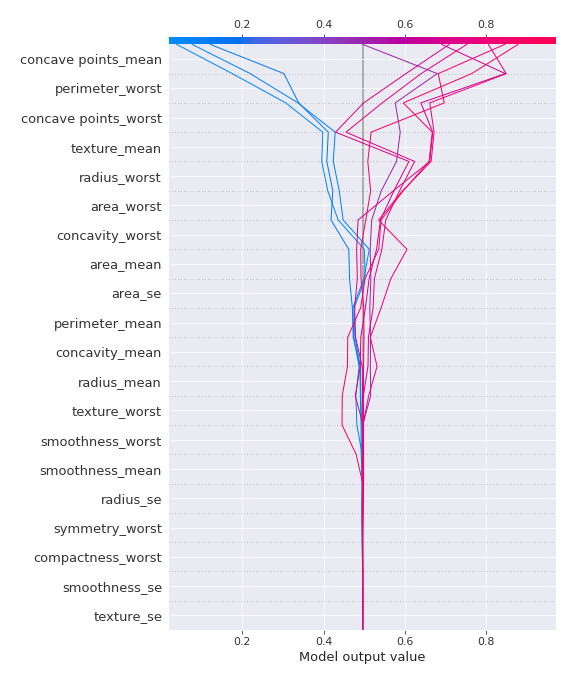 0.2 0.4 0.6 0.8
concave points_mean
perimeter_worst
concave points_worst
texture_mean
radius_worst
area_worst
concavity_worst
area_mean
area_se
perimeter_mean
concavity_mean
radius_mean
texture_worst
smoothness_worst
smoothness_mean
radius_se
symmetry_worst
compactness_worst
smoothness_se
texture_se
0.2 0.4 0.6 0.8
Model output value